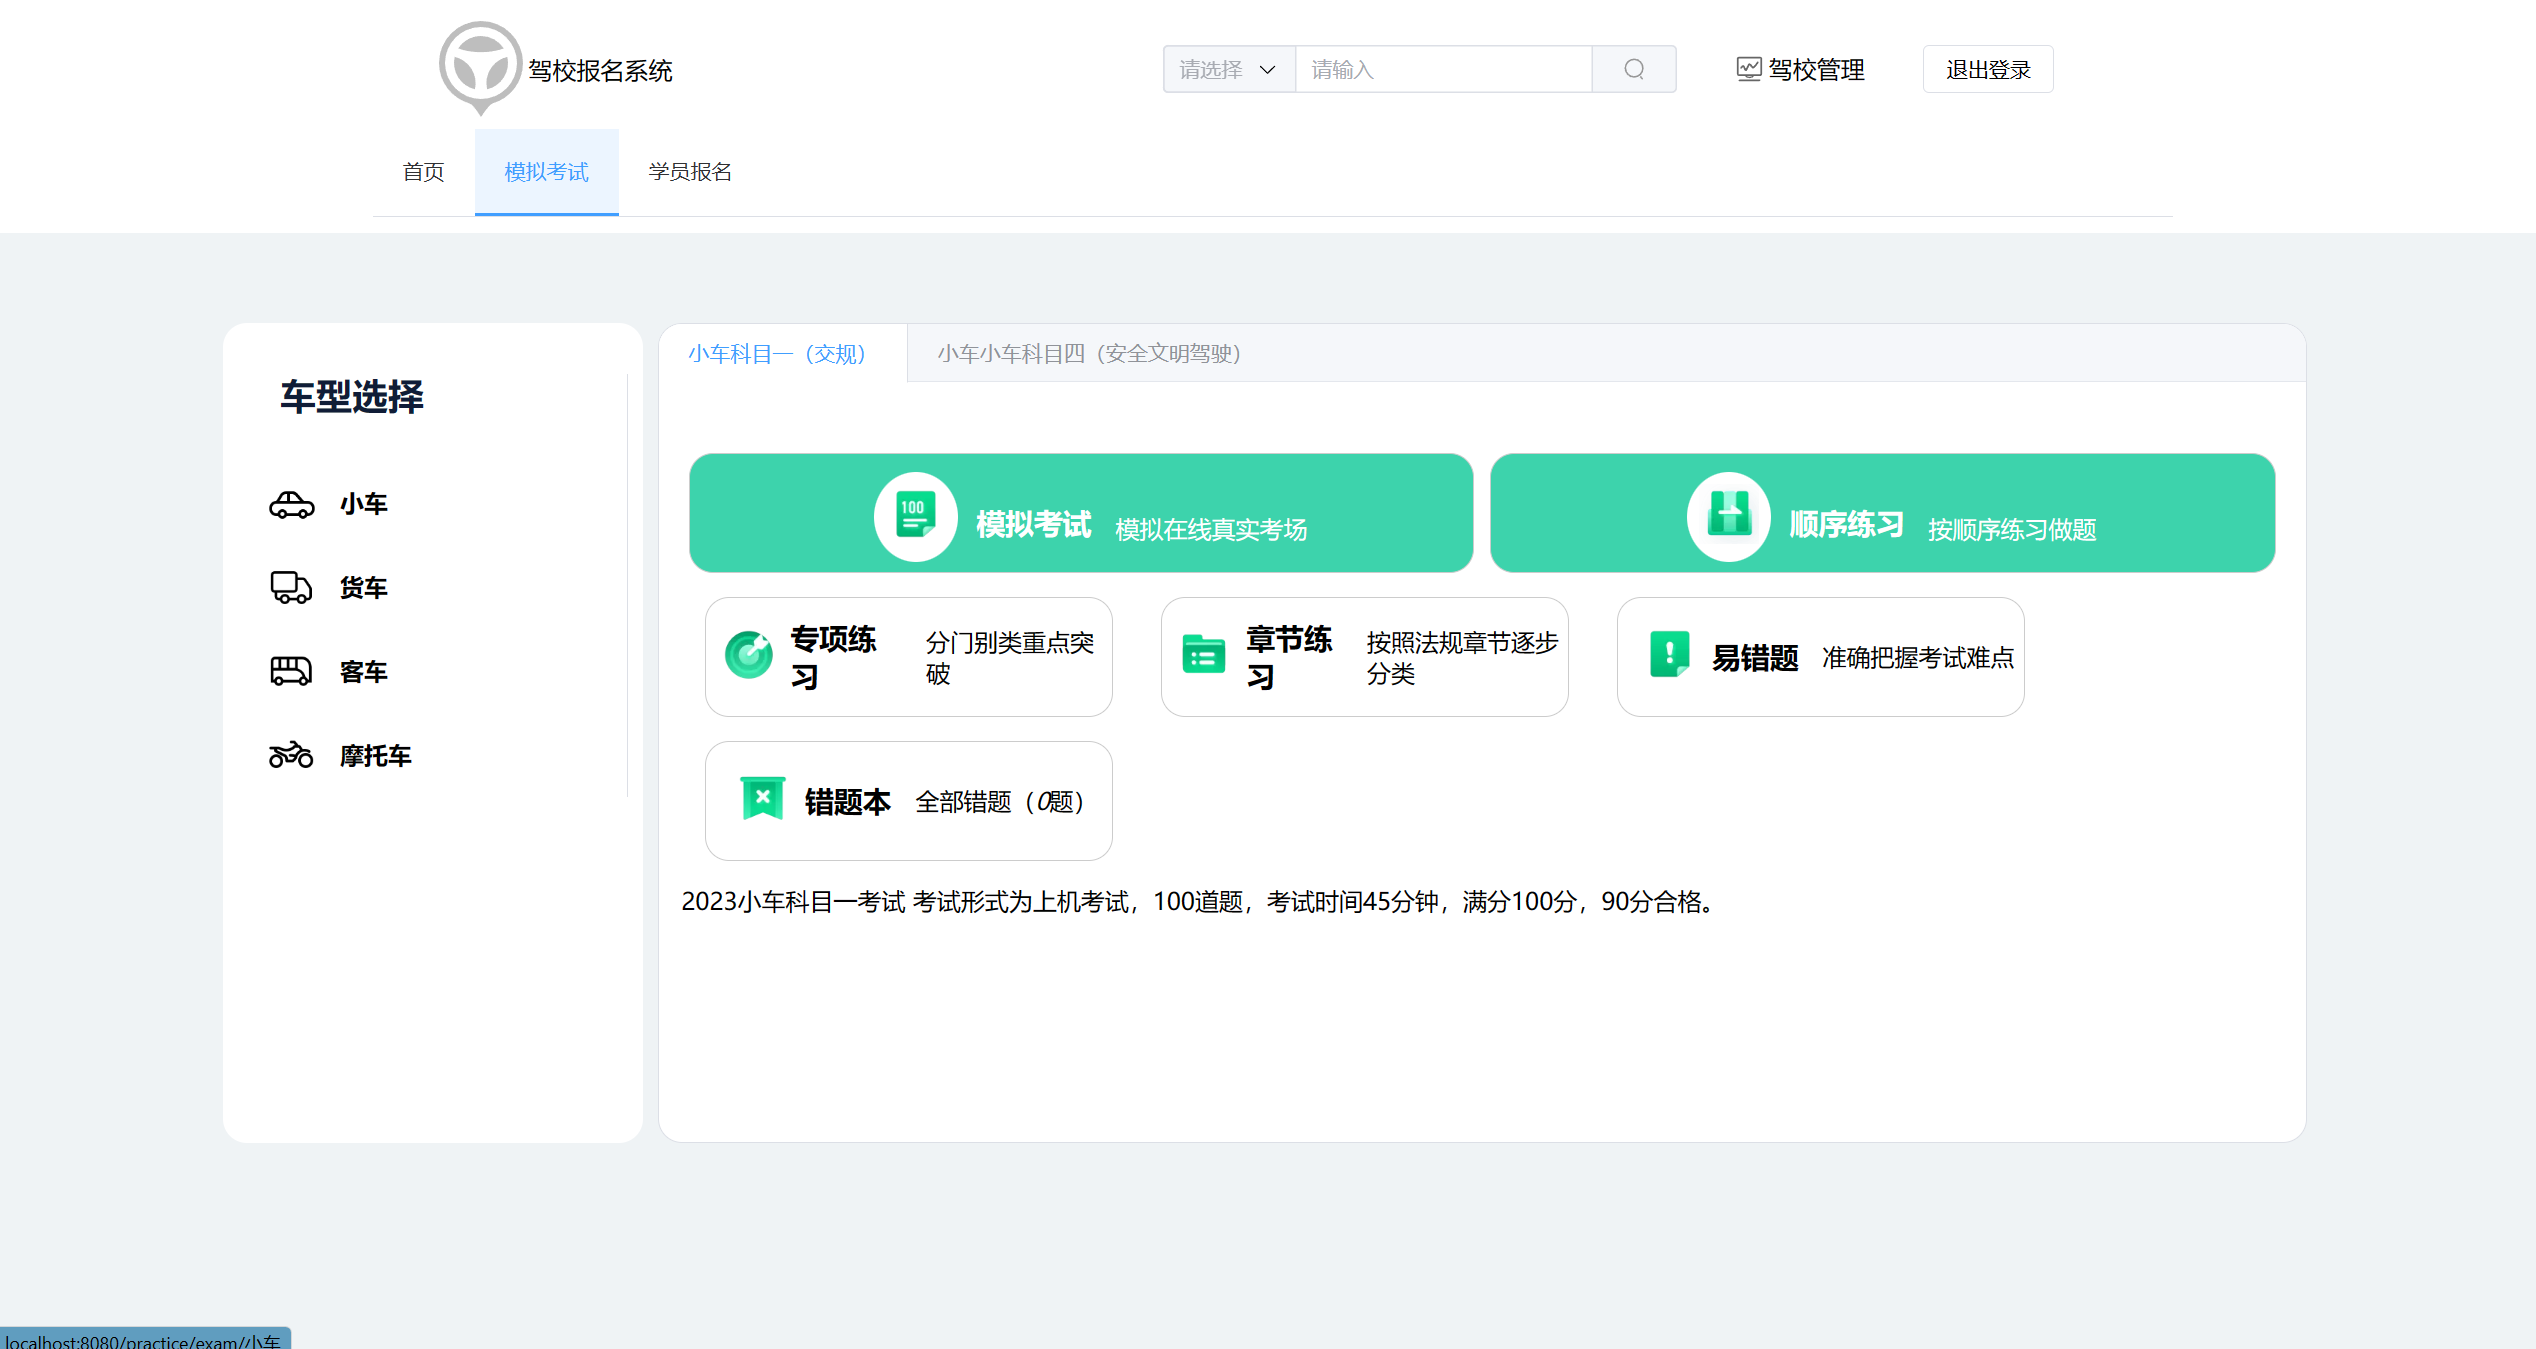 驾校报名系统
请选择
请输入
驾校管理
退出登录
首页
模拟考试
学员报名
车型选择
小车
货车
客车
摩托车
小车科目一（交规）
小车小车科目四（安全文明驾驶）
100
模拟考试 模拟在线真实考场
顺序练习 按顺序练习做题
专项练
习
分门别类重点突
破
章节练
习
按照法规章节逐步
分类
易错题 准确把握考试难点
错题本 全部错题（0题）
2023小车科目一考试 考试形式为上机考试，100道题，考试时间45分钟，满分100分，90分合格。
localhost:8080/practice/exam/小车